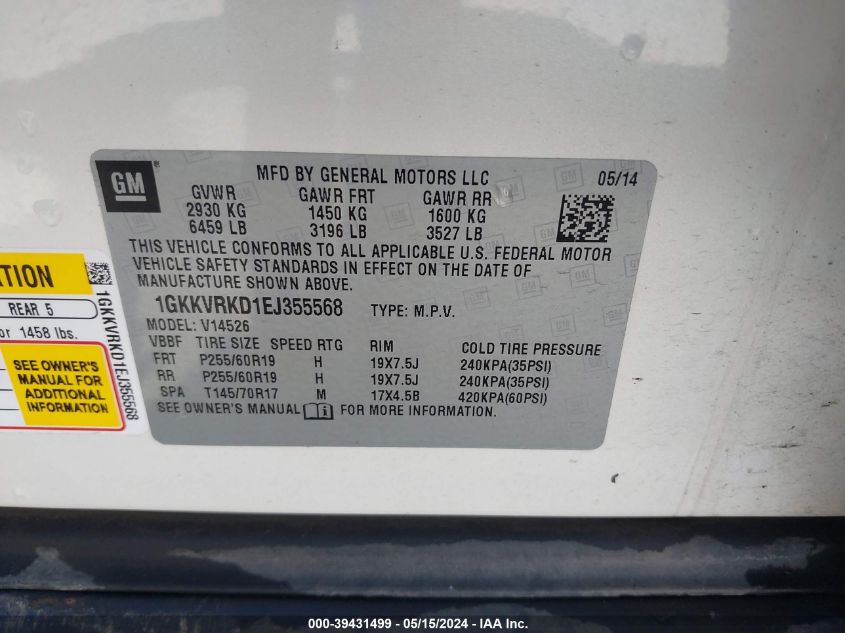 GM
MFD BY GENERAL MOTORS LLC 05/14
GVWR GAWR FRT GAWR RR
2930 KG 1450 KG 1600 KG
6459 LB 3196 LB 3527 LB
THIS VEHICLE CONFORMS TO ALL APPLICABLE U.S. FEDERAL MOTOR
VEHICLE SAFETY STANDARDS IN EFFECT ON THE DATE OF
MANUFACTURE SHOWN ABOVE.
1GKKVRKD1EJ355568 TYPE: M.P.V.
MODEL: V14526
VBBF TIRE SIZE SPEED RTG RIM COLD TIRE PRESSURE
FRT P255/60R19 H 19X7.5J 240KPA(35PSI)
RR P255/60R19 H 19X7.5J 240KPA(35PSI)
SPA T145/70R17 M 17X4.5B 420KPA(60PSI)
SEE OWNER'S MANUAL FOR MORE INFORMATION.
ATION
REAR 5
or 1458 lbs.
SEE OWNER'S
MANUAL FOR
ADDITIONAL
INFORMATION
1GKKVRKD1EJ355568
000-39431499 - 05/15/2024 - IAA Inc.